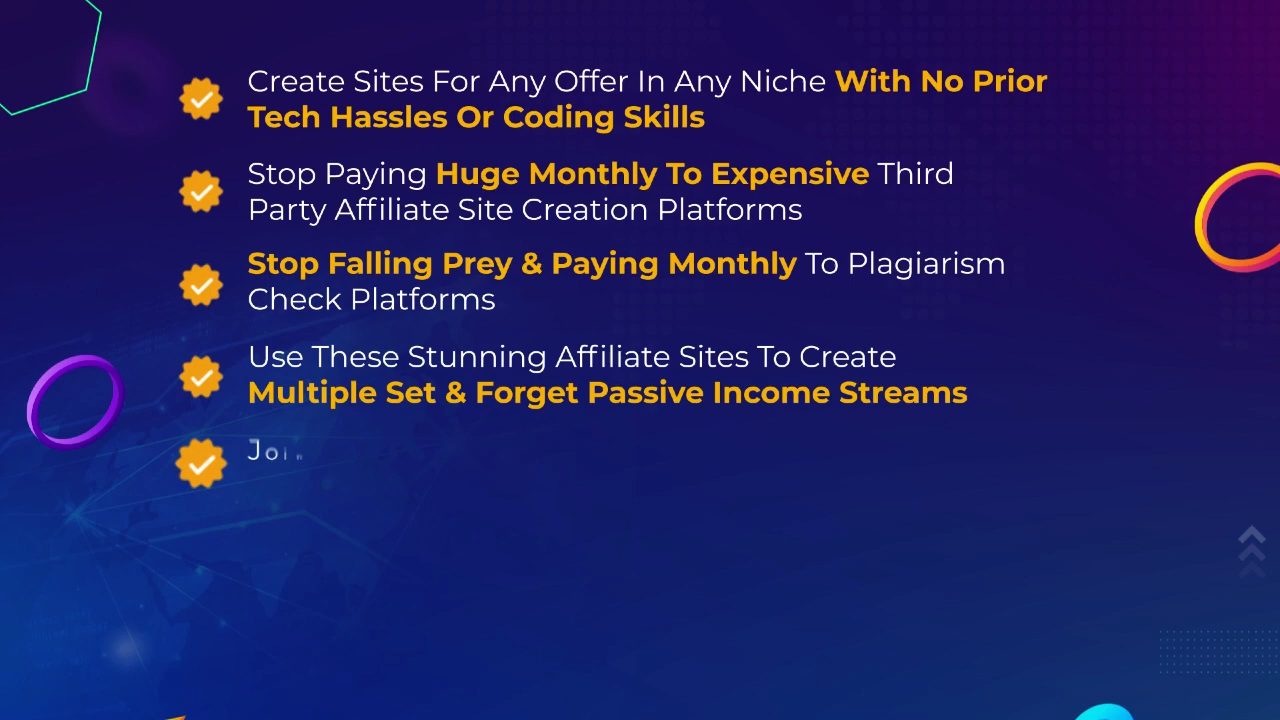 Create Sites For Any Offer In Any Niche With No Prior
Tech Hassles Or Coding Skills
Stop Paying Huge Monthly To Expensive Third
Party Affiliate Site Creation Platforms
Stop Falling Prey & Paying Monthly To Plagiarism
Check Platforms
Use These Stunning Affiliate Sites To Create
Multiple Set & Forget Passive Income Streams
Join